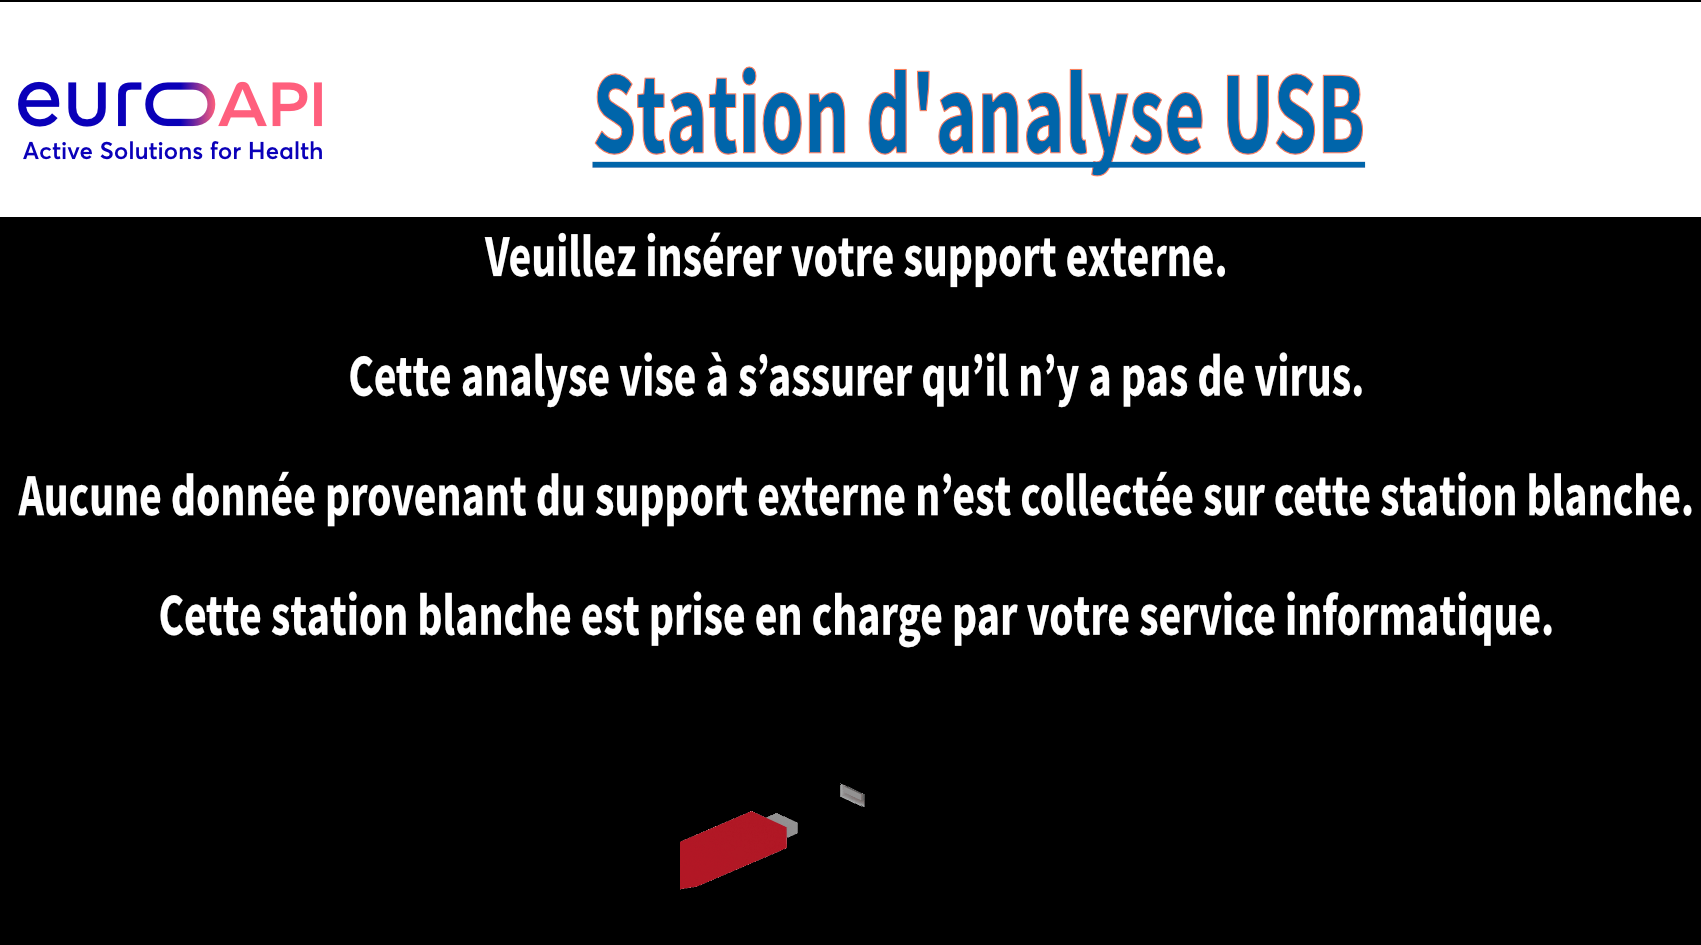 euroAPI
Active Solutions for Health
Station d'analyse USB
Veuillez insérer votre support externe.
Cette analyse vise à s’assurer qu’il n’y a pas de virus.
Aucune donnée provenant du support externe n’est collectée sur cette station blanche.
Cette station blanche est prise en charge par votre service informatique.